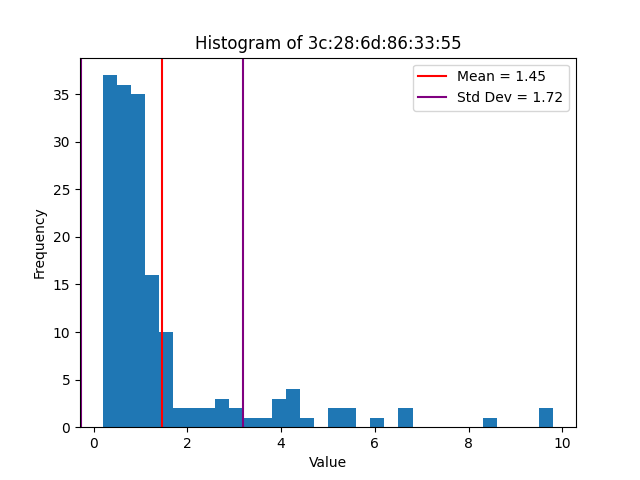 Histogram of 3c:28:6d:86:33:55
Mean = 1.45
Std Dev = 1.72
Frequency
35
30
25
20
15
10
5
0
0 2 4 6 8 10
Value